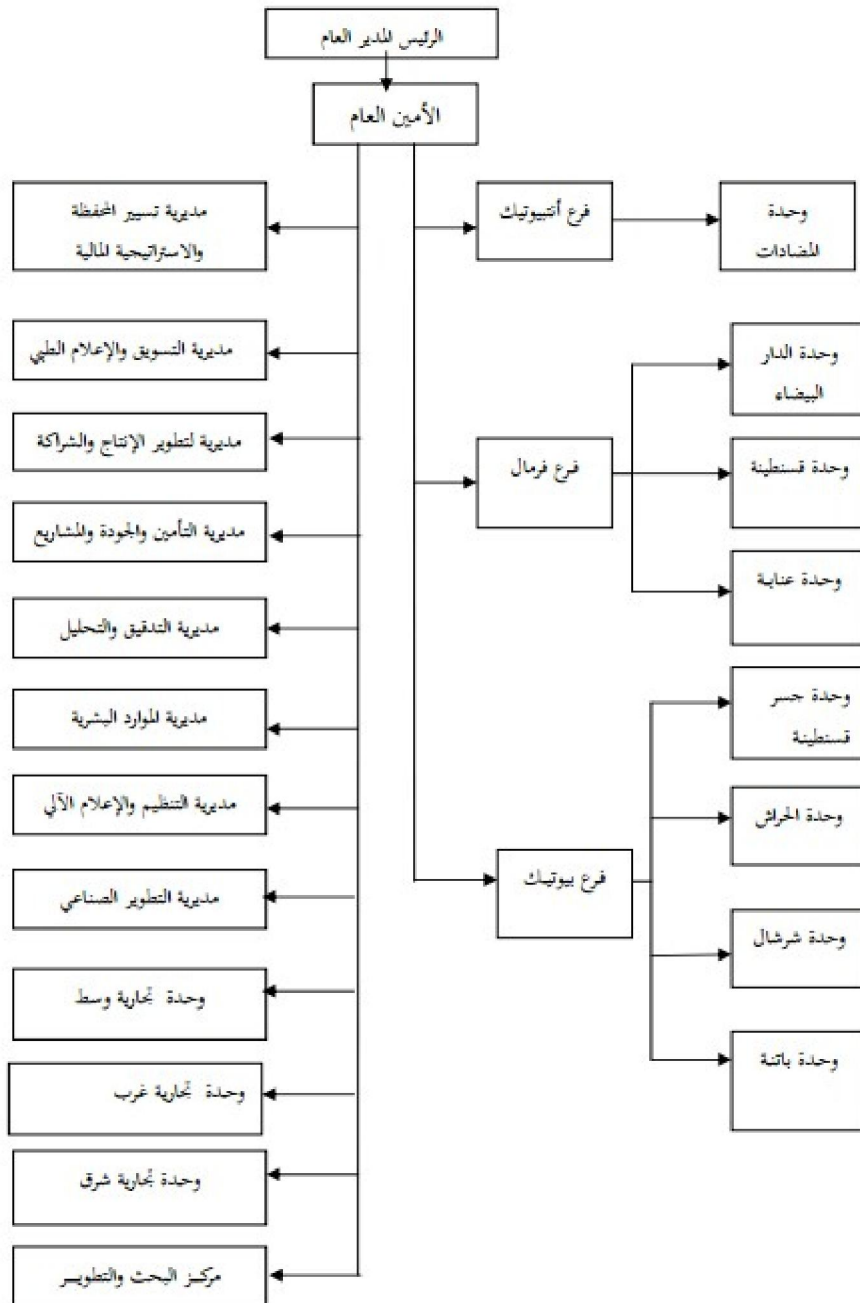 الرئيس المدير العام
الأمين العام
فرع أنتبيوتيك
وحدة
المضادات
فرع فرمال
وحدة الدار
البيضاء
وحدة قسنطينة
وحدة عنابة
فرع بيوتيك
وحدة جسر
قسنطينة
وحدة الحراش
وحدة شرشال
وحدة باتنة
مديرية تسيير المحفظة
والاستراتيجية المالية
مديرية التسويق والإعلام الطبي
مديرية لتطوير الإنتاج والشراكة
مديرية التأمين والجودة والمشاريع
مديرية التدقيق والتحليل
مديرية الموارد البشرية
مديرية التنظيم والإعلام الآلي
مديرية التطوير الصناعي
وحدة تجارية وسط
وحدة تجارية غرب
وحدة تجارية شرق
مركز البحث والتطوير